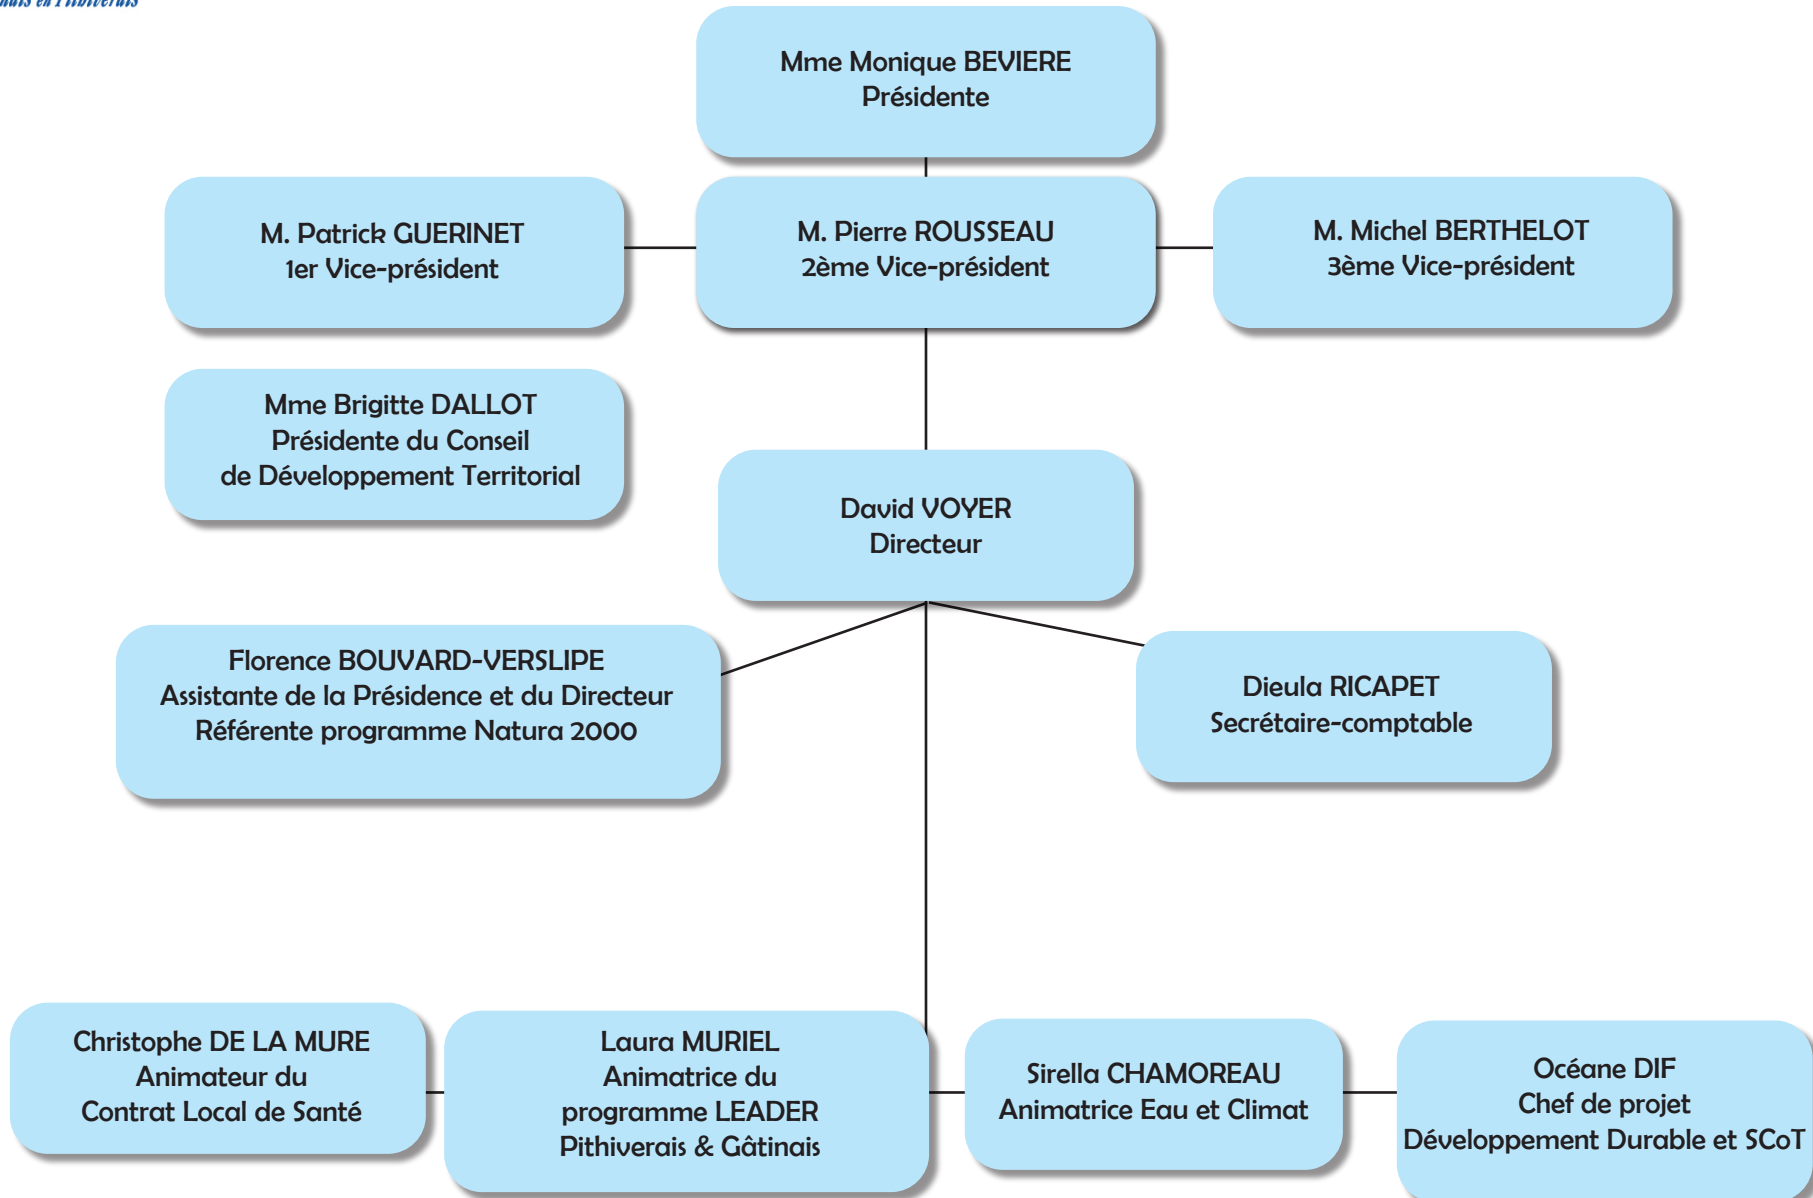 en Pithiverais
Mme Monique BEVIERE
Présidente
M. Patrick GUERINET
1er Vice-président
M. Pierre ROUSSEAU
2ème Vice-président
M. Michel BERTHELOT
3ème Vice-président
Mme Brigitte DALLOT
Présidente du Conseil
de Développement Territorial
David VOYER
Directeur
Florence BOUVARD-VERSLIPE
Assistante de la Présidence et du Directeur
Référente programme Natura 2000
Dieula RICAPET
Secrétaire-comptable
Christophe DE LA MURE
Animateur du
Contrat Local de Santé
Laura MURIEL
Animatrice du
programme LEADER
Pithiverais & Gâtinais
Sirella CHAMOREAU
Animatrice Eau et Climat
Océane DIF
Chef de projet
Développement Durable et SCoT